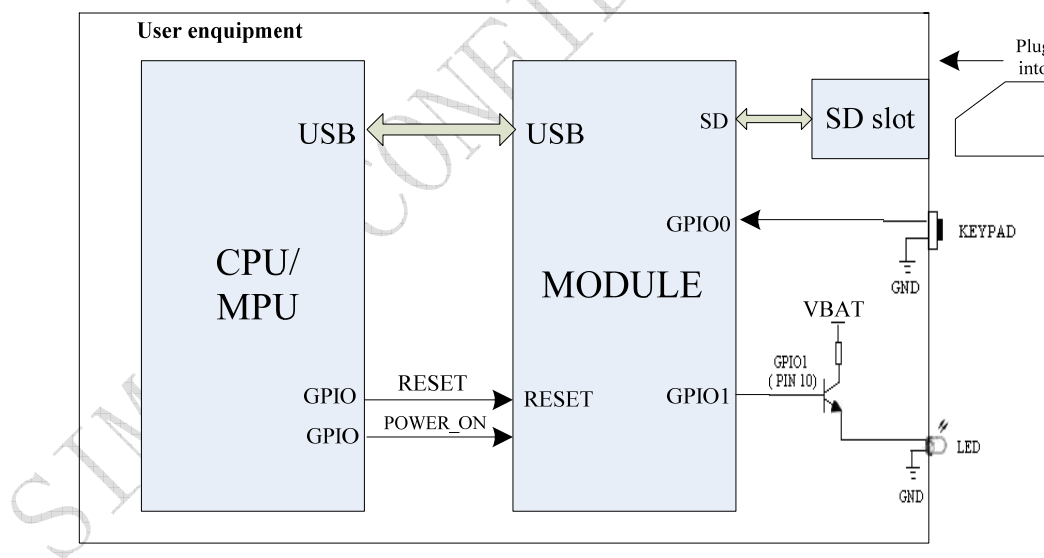 User enquipment
Plug
into
USB
USB
SD
SD slot
GPIO0
KEYPAD
CPU/
MPU
MODULE
GND
VBAT
GPIO1
( PIN 10)
GPIO
RESET
RESET
GPIO1
GPIO
POWER_ON
LED
GND